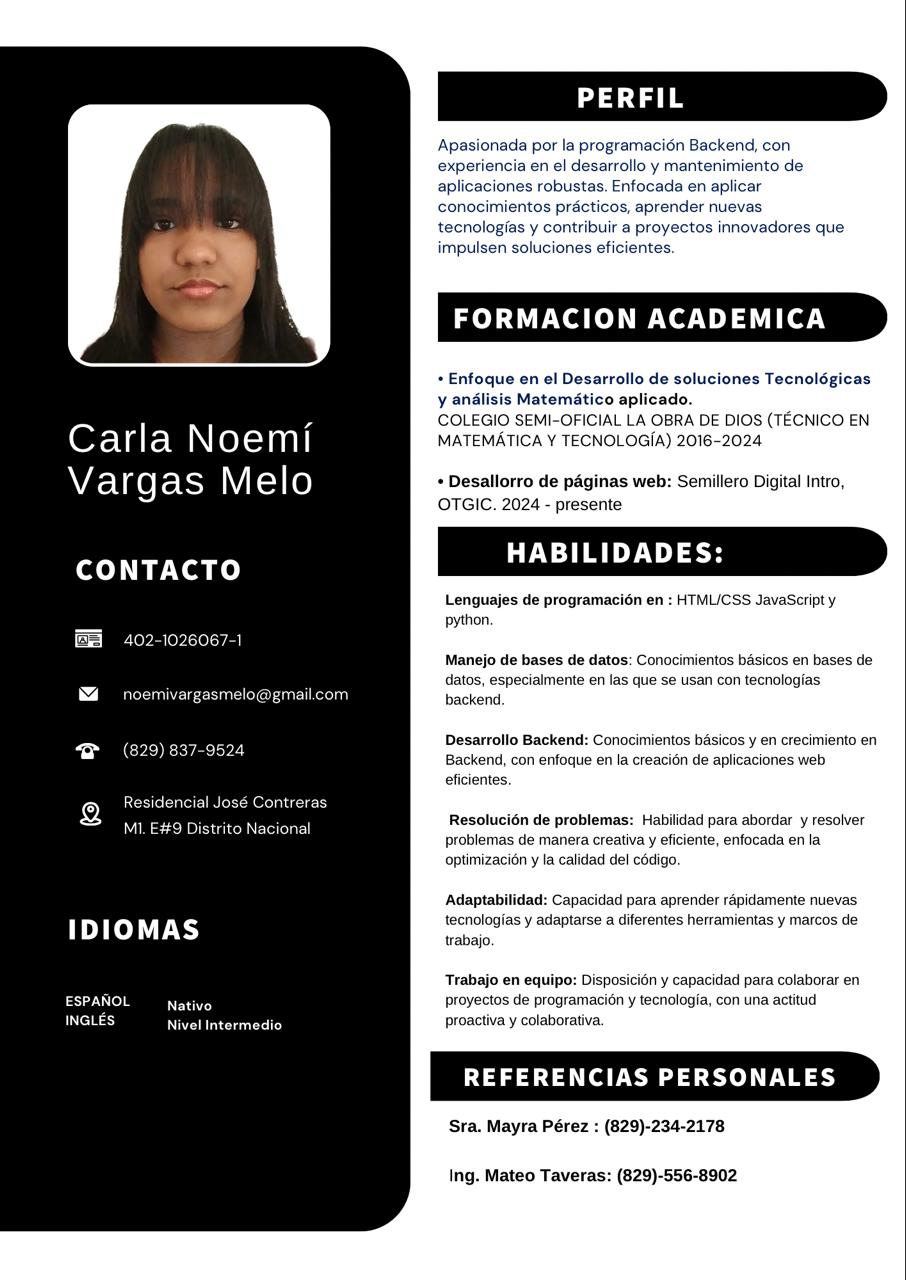 Carla Noemí
Vargas Melo
CONTACTO
402-1026067-1
noemivargasmelo@gmail.com
(829) 837-9524
Residencial José Contreras
M1. E#9 Distrito Nacional
IDIOMAS
ESPAÑOL Nativo
INGLÉS Nivel Intermedio
PERFIL
Apasionada por la programación Backend, con
experiencia en el desarrollo y mantenimiento de
aplicaciones robustas. Enfocada en aplicar
conocimientos prácticos, aprender nuevas
tecnologías y contribuir a proyectos innovadores que
impulsen soluciones eficientes.
FORMACION ACADEMICA
• Enfoque en el Desarrollo de soluciones Tecnológicas
y análisis Matemático aplicado.
COLEGIO SEMI-OFICIAL LA OBRA DE DIOS (TÉCNICO EN
MATEMÁTICA Y TECNOLOGÍA) 2016-2024
• Desallorro de páginas web: Semillero Digital Intro,
OTGIC. 2024 - presente
HABILIDADES:
Lenguajes de programación en : HTML/CSS JavaScript y
python.
Manejo de bases de datos: Conocimientos básicos en bases de
datos, especialmente en las que se usan con tecnologías
backend.
Desarrollo Backend: Conocimientos básicos y en crecimiento en
Backend, con enfoque en la creación de aplicaciones web
eficientes.
Resolución de problemas:  Habilidad para abordar  y resolver
problemas de manera creativa y eficiente, enfocada en la
optimización y la calidad del código.
Adaptabilidad: Capacidad para aprender rápidamente nuevas
tecnologías y adaptarse a diferentes herramientas y marcos de
trabajo.
Trabajo en equipo: Disposición y capacidad para colaborar en
proyectos de programación y tecnología, con una actitud
proactiva y colaborativa.
REFERENCIAS PERSONALES
Sra. Mayra Pérez : (829)-234-2178
Ing. Mateo Taveras: (829)-556-8902